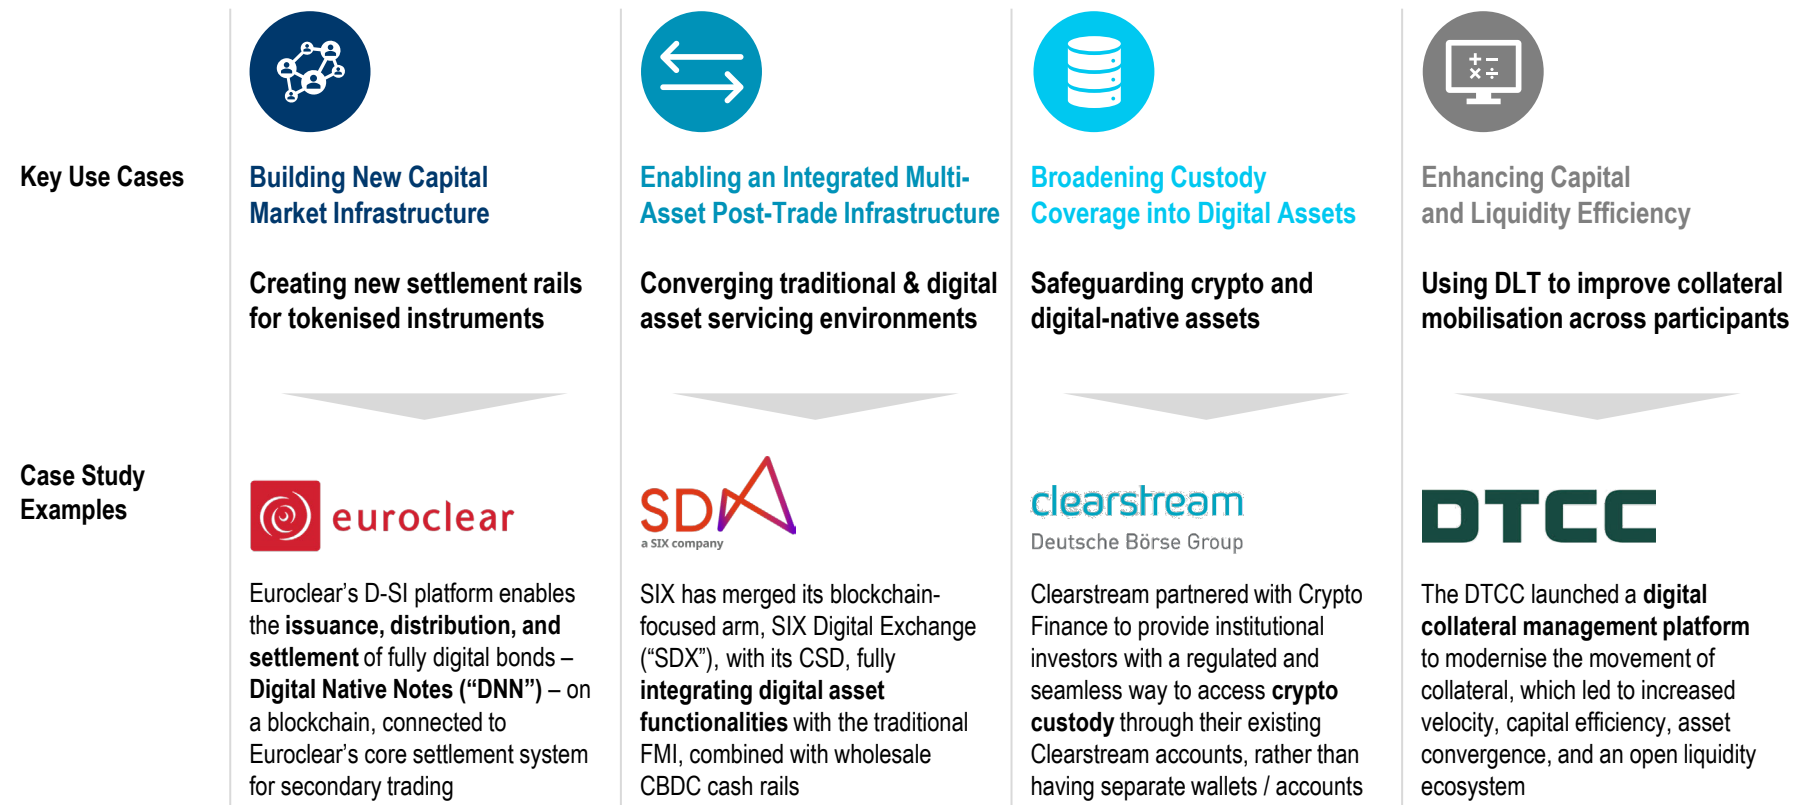 Key Use Cases
Building New Capital
Market Infrastructure
Enabling an Integrated Multi-
Asset Post-Trade Infrastructure
Broadening Custody
Coverage into Digital Assets
Enhancing Capital
and Liquidity Efficiency
Creating new settlement rails
for tokenised instruments
Converging traditional & digital
asset servicing environments
Safeguarding crypto and
digital-native assets
Using DLT to improve collateral
mobilisation across participants
Case Study
Examples
euroclear
Euroclear’s D-SI platform enables
the issuance, distribution, and
settlement of fully digital bonds –
Digital Native Notes (“DNN”) – on
a blockchain, connected to
Euroclear’s core settlement system
for secondary trading
SDX
a SIX company
SIX has merged its blockchain-
focused arm, SIX Digital Exchange
(“SDX”), with its CSD, fully
integrating digital asset
functionalities with the traditional
FMI, combined with wholesale
CBDC cash rails
clearstream
Deutsche Börse Group
Clearstream partnered with Crypto
Finance to provide institutional
investors with a regulated and
seamless way to access crypto
custody through their existing
Clearstream accounts, rather than
having separate wallets / accounts
DTCC
The DTCC launched a digital
collateral management platform
to modernise the movement of
collateral, which led to increased
velocity, capital efficiency, asset
convergence, and an open liquidity
ecosystem